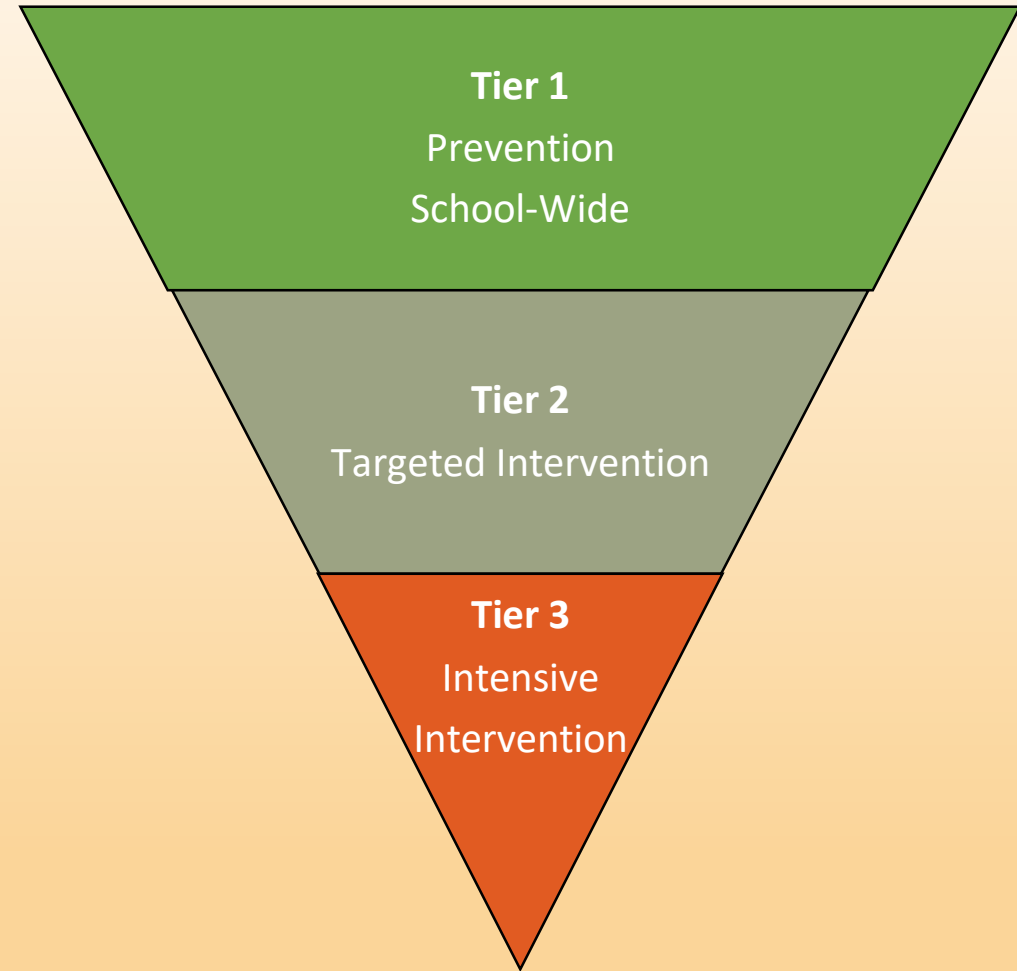 Tier 1
Prevention
School-Wide
Tier 2
Targeted Intervention
Tier 3
Intensive
Intervention